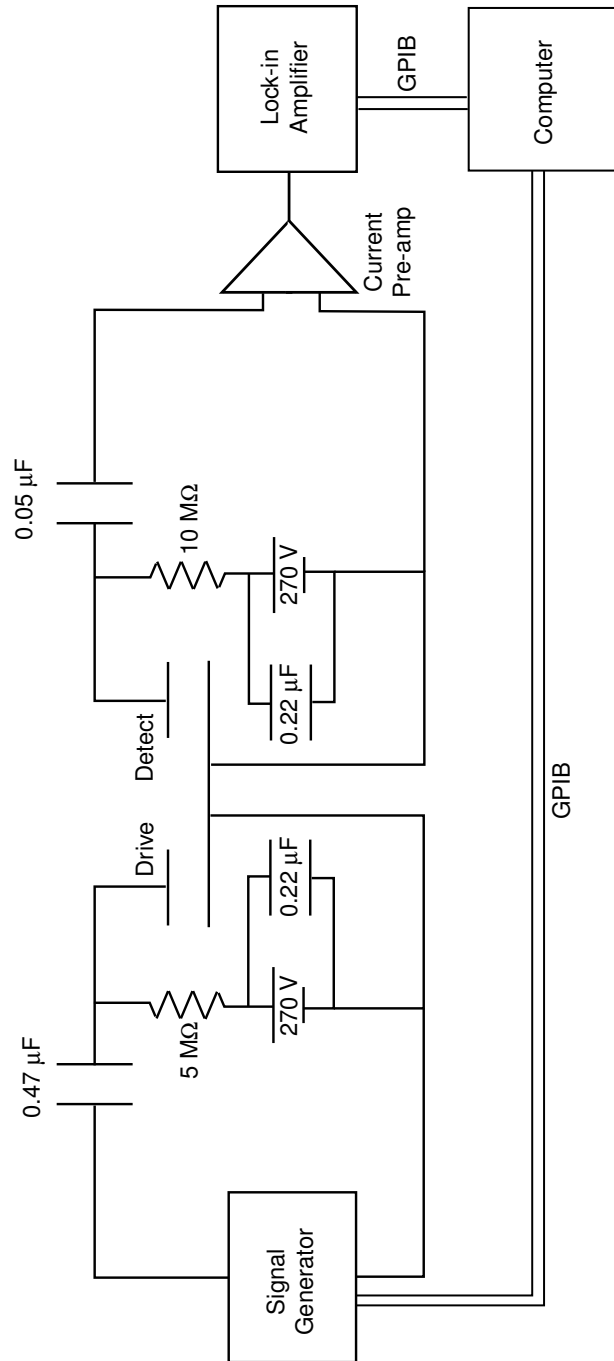 0.47 µF
0.05 µF
Drive
Detect
5 MΩ
10 MΩ
270 V
0.22 µF
0.22 µF
270 V
Signal
Generator
Current
Pre-amp
Lock-in
Amplifier
GPIB
GPIB
Computer